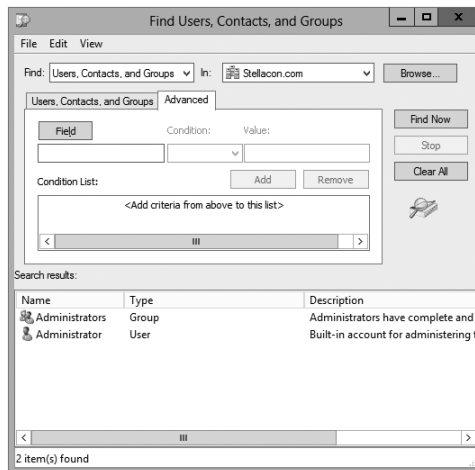 Find Users, Contacts, and Groups
File Edit View
Find: Users, Contacts, and Groups In: Stellacon.com Browse...
Users, Contacts, and Groups Advanced
Find Now
Field Condition: Value:
Stop
Clear All
Condition List: Add Remove
<Add criteria from above to this list>
Search results:
Name Type Description
Administrators Group Administrators have complete and
Administrator User Built-in account for administering
2 item(s) found